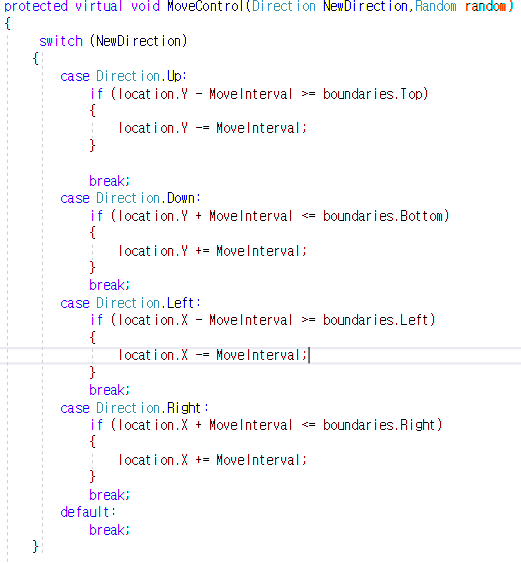 protected virtual void MoveControl(Direction NewDirection,Random random)
{
switch (NewDirection)
{
case Direction.Up:
if (location.Y - MoveInterval >= boundaries.Top)
{
location.Y -= MoveInterval;
}
break;
case Direction.Down:
if (location.Y + MoveInterval <= boundaries.Bottom)
{
location.Y += MoveInterval;
}
break;
case Direction.Left:
if (location.X - MoveInterval >= boundaries.Left)
{
location.X -= MoveInterval;
}
break;
case Direction.Right:
if (location.X + MoveInterval <= boundaries.Right)
{
location.X += MoveInterval;
}
break;
default:
break;
}